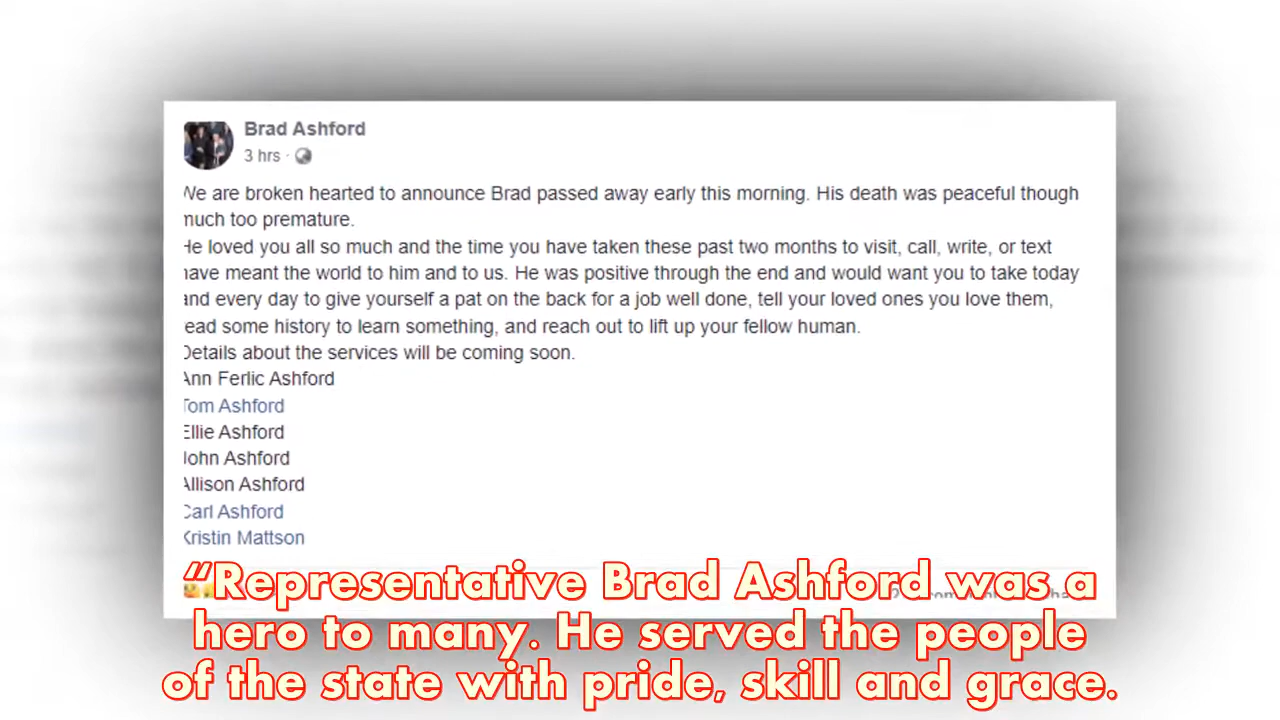 Brad Ashford
3 hrs ·
We are broken hearted to announce Brad passed away early this morning. His death was peaceful though
much too premature.
He loved you all so much and the time you have taken these past two months to visit, call, write, or text
have meant the world to him and to us. He was positive through the end and would want you to take today
and every day to give yourself a pat on the back for a job well done, tell your loved ones you love them,
read some history to learn something, and reach out to lift up your fellow human.
Details about the services will be coming soon.
Ann Ferlic Ashford
Tom Ashford
Ellie Ashford
John Ashford
Allison Ashford
Carl Ashford
Kristin Mattson
“Representative Brad Ashford was a
hero to many. He served the people
of the state with pride, skill and grace.